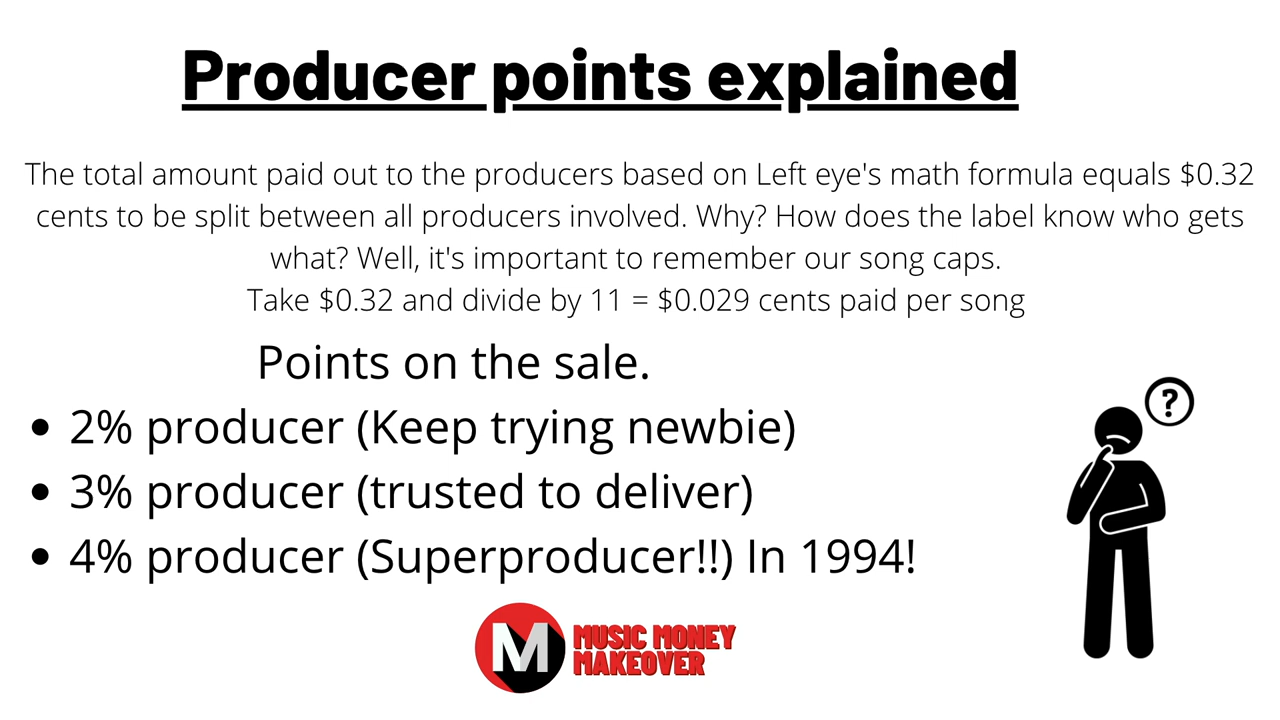 Producer points explained
The total amount paid out to the producers based on Left eye's math formula equals $0.32
cents to be split between all producers involved. Why? How does the label know who gets
what? Well, it's important to remember our song caps.
Take $0.32 and divide by 11 = $0.029 cents paid per song
Points on the sale.
• 2% producer (Keep trying newbie)
• 3% producer (trusted to deliver)
• 4% producer (Superproducer!!) In 1994!
?
M
MUSIC MONEY
MAKEOVER